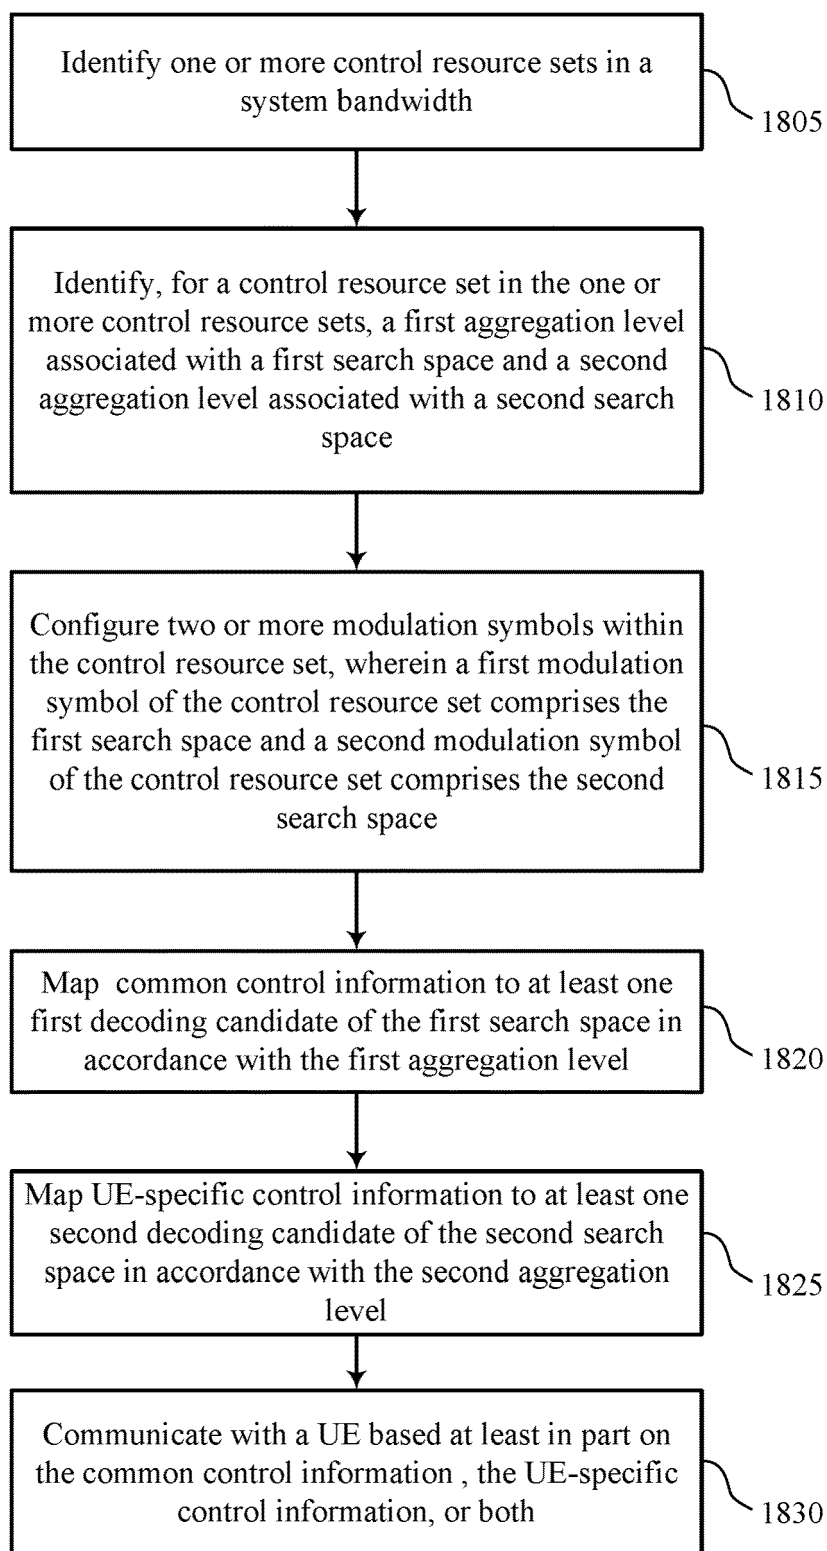 Identify one or more control resource sets in a
system bandwidth
1805
Identify, for a control resource set in the one or
more control resource sets, a first aggregation level
associated with a first search space and a second
aggregation level associated with a second search
space
1810
Configure two or more modulation symbols within
the control resource set, wherein a first modulation
symbol of the control resource set comprises the
first search space and a second modulation symbol
of the control resource set comprises the second
search space
1815
Map common control information to at least one
first decoding candidate of the first search space in
accordance with the first aggregation level
1820
Map UE-specific control information to at least one
second decoding candidate of the second search
space in accordance with the second aggregation
level
1825
Communicate with a UE based at least in part on
the common control information , the UE-specific
control information, or both
1830